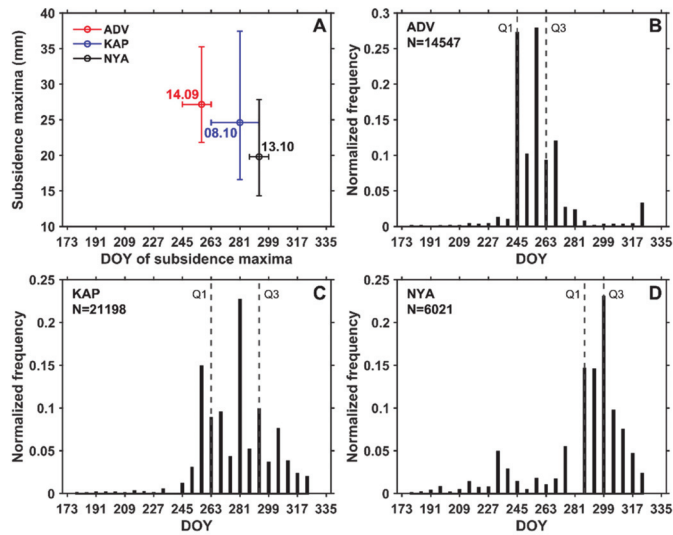 A
ADV
KAP
NYA
14.09
08.10
13.10
Subsidence maxima (mm)
40
35
30
25
20
15
10
173 191 209 227 245 263 281 299 317 335
DOY of subsidence maxima
B
ADV
N=14547
Q1
Q3
Normalized frequency
0.3
0.2
0.1
0.05
0
173 191 209 227 245 263 281 299 317 335
DOY
C
KAP
N=21198
Q1
Q3
Normalized frequency
0.25
0.2
0.15
0.1
0.05
0
173 191 209 227 245 263 281 299 317 335
DOY
D
NYA
N=6021
Q1
Q3
Normalized frequency
0.25
0.2
0.15
0.1
0.05
0
173 191 209 227 245 263 281 299 317 335
DOY